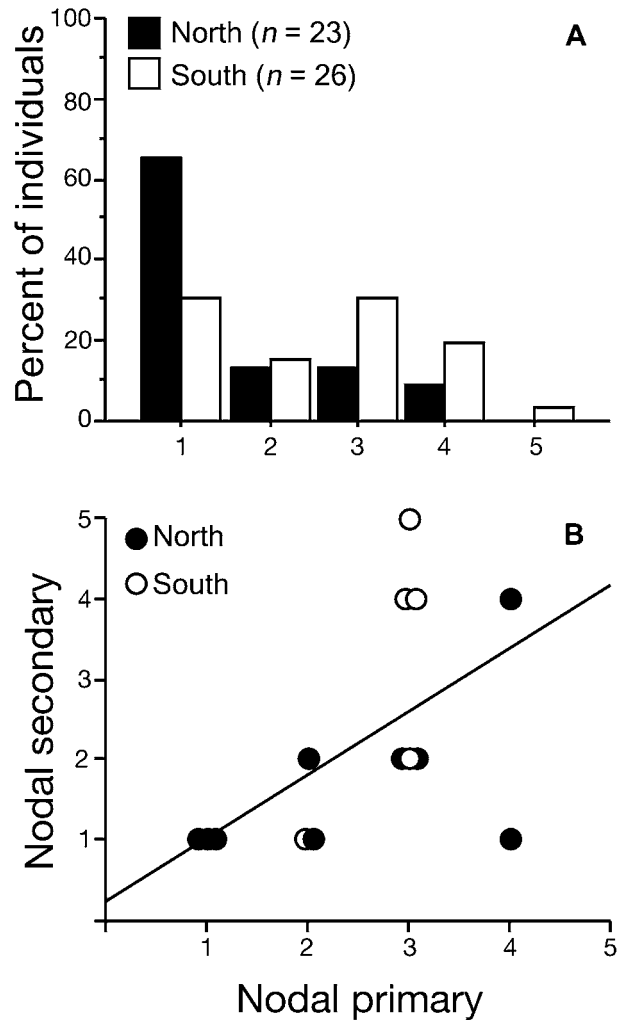 100
North (n = 23)
A
80
South (n = 26)
60
40
20
0
Percent of individuals
1 2 3 4 5
5
North
B
South
4
3
2
1
Nodal secondary
1 2 3 4 5
Nodal primary